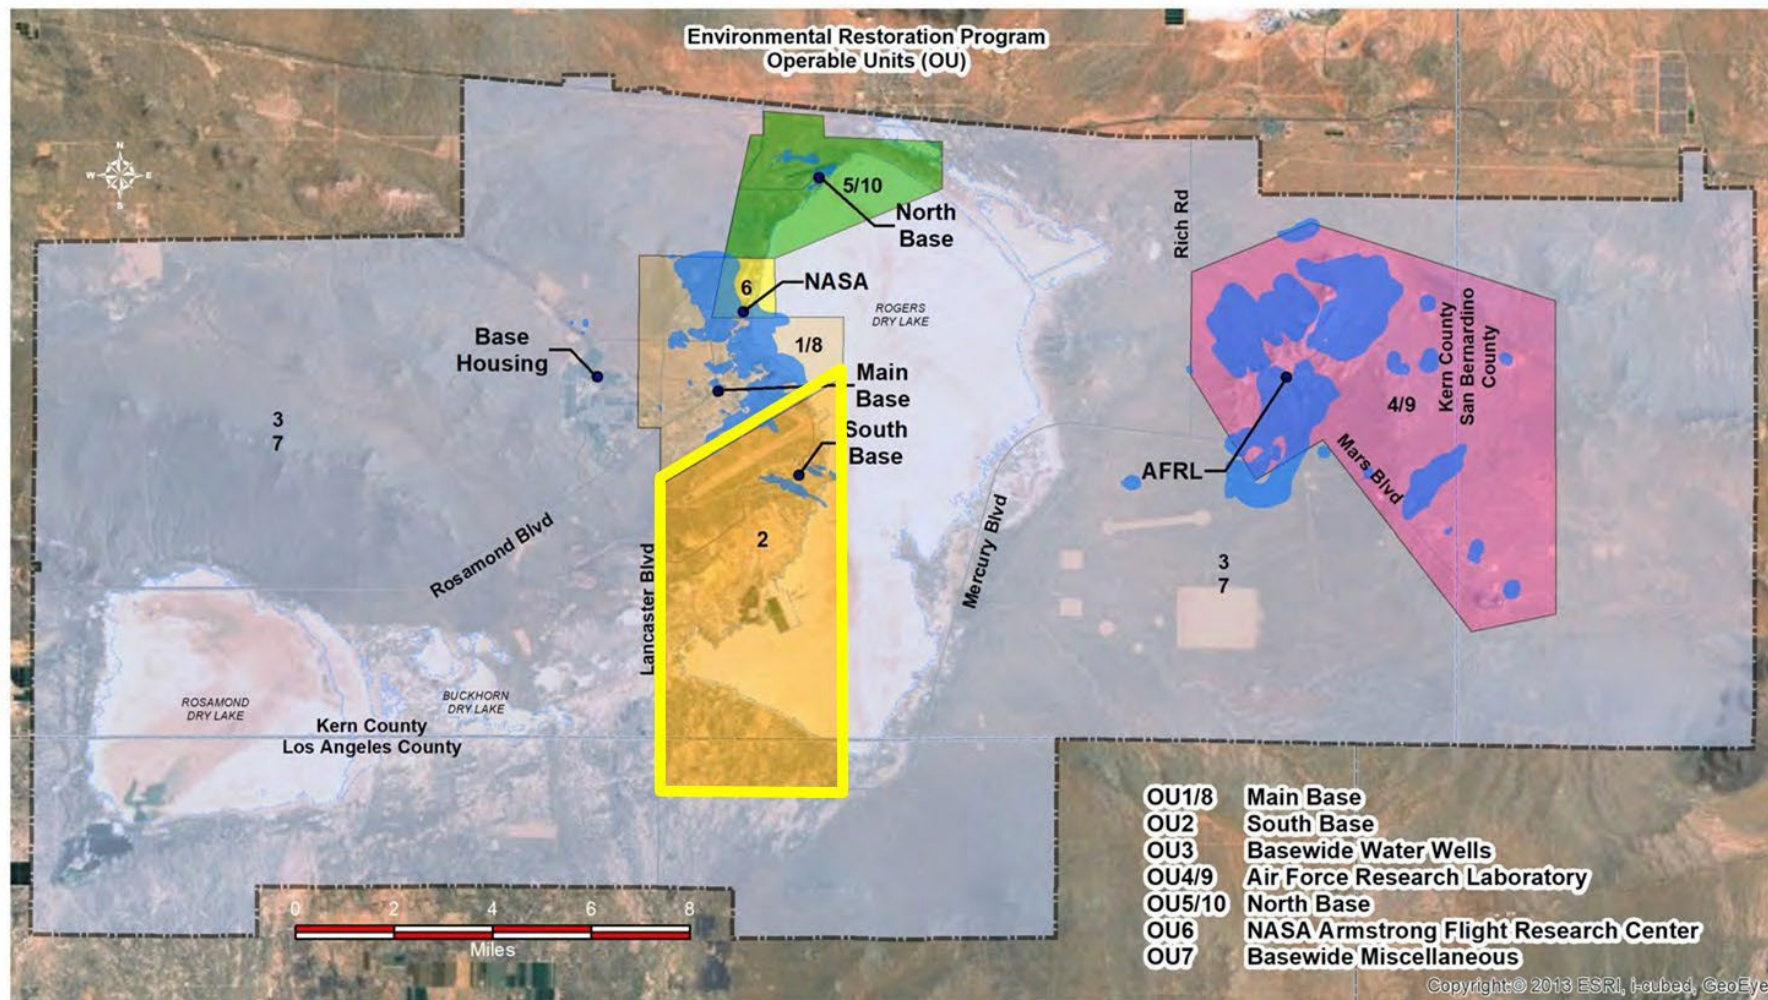 Environmental Restoration Program
Operable Units (OU)
N
W
E
S
5/10
North
Base
Rich Rd
6
NASA
ROGERS
DRY LAKE
Base
Housing
1/8
Main
Base
Kern County
San Bernardino
County
4/9
3
7
South
Base
AFRL
Mars Blvd
2
Rosamond Blvd
Lancaster Blvd
Mercury Blvd
3
7
ROSAMOND
DRY LAKE
BUCKHORN
DRY LAKE
Kern County
Los Angeles County
0 2 4 6 8
Miles
OU1/8 Main Base
OU2 South Base
OU3 Basewide Water Wells
OU4/9 Air Force Research Laboratory
OU5/10 North Base
OU6 NASA Armstrong Flight Research Center
OU7 Basewide Miscellaneous
Copyright:© 2013 ESRI, i-cubed, GeoEye